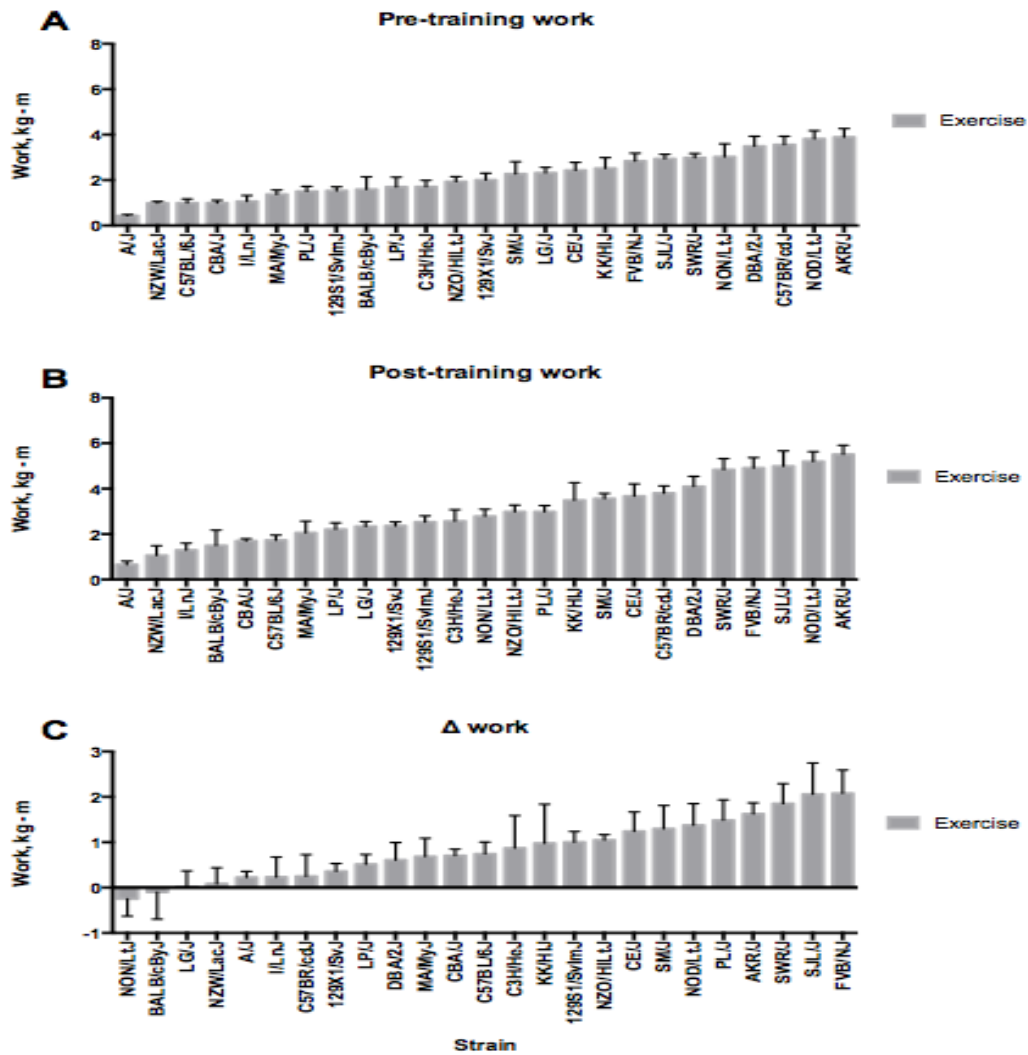 A
Pre-training work
8
6
4
2
0
Work, kg-m
Exercise
A/J
NZW/LacJ
C57BL/6J
CBA/J
I/LnJ
MA/MyJ
PL/J
129S1/SvImJ
BALB/cByJ
LP/J
C3H/HeJ
NZO/HlLtJ
129X1/SvJ
SM/J
LG/J
CE/J
KK/HlJ
FVB/NJ
SJL/J
SWR/J
NON/LtJ
DBA/2J
C57BR/cdJ
NOD/LtJ
AKR/J
B
Post-training work
8
6
4
2
0
Work, kg-m
Exercise
A/J
NZW/LacJ
I/LnJ
BALB/cByJ
CBA/J
C57BL/6J
MA/MyJ
LP/J
LG/J
129X1/SvJ
129S1/SvImJ
C3H/HeJ
NON/LtJ
NZO/HlLtJ
PL/J
KK/HlJ
SM/J
CE/J
C57BR/cdJ
DBA/2J
SWR/J
FVB/NJ
SJL/J
NOD/LtJ
AKR/J
C
Δ work
3
2
1
0
-1
Work, kg-m
Exercise
NON/LtJ
BALB/cByJ
LG/J
NZW/LacJ
A/J
I/LnJ
C57BR/cdJ
129X1/SvJ
LP/J
DBA/2J
MA/MyJ
CBA/J
C57BL/6J
C3H/HeJ
KK/HlJ
129S1/SvImJ
NZO/HlLtJ
CE/J
SM/J
NOD/LtJ
PL/J
AKR/J
SWR/J
SJL/J
FVB/NJ
Strain